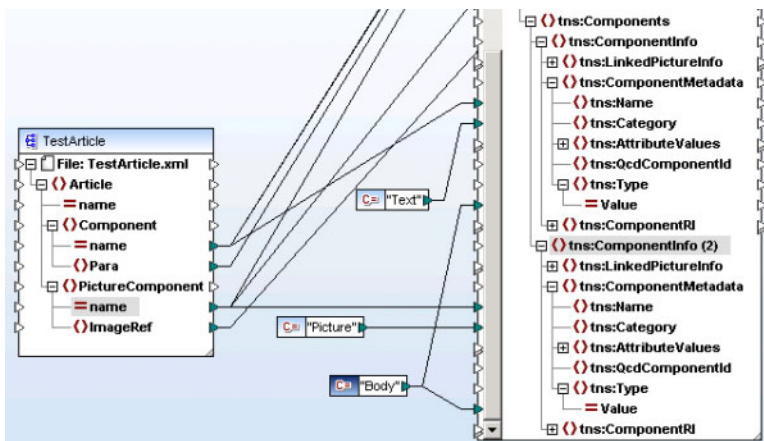 TestArticle
File: TestArticle.xml
Article
name
Component
name
Para
PictureComponent
name
ImageRef
C= "Text"
C= "Picture"
C= "Body"
tns:Components
tns:ComponentInfo
tns:LinkedPictureInfo
tns:ComponentMetadata
tns:Name
tns:Category
tns:AttributeValues
tns:QcdComponentId
tns:Type
Value
tns:ComponentRI
tns:ComponentInfo (2)
tns:LinkedPictureInfo
tns:ComponentMetadata
tns:Name
tns:Category
tns:AttributeValues
tns:QcdComponentId
tns:Type
Value
tns:ComponentRI